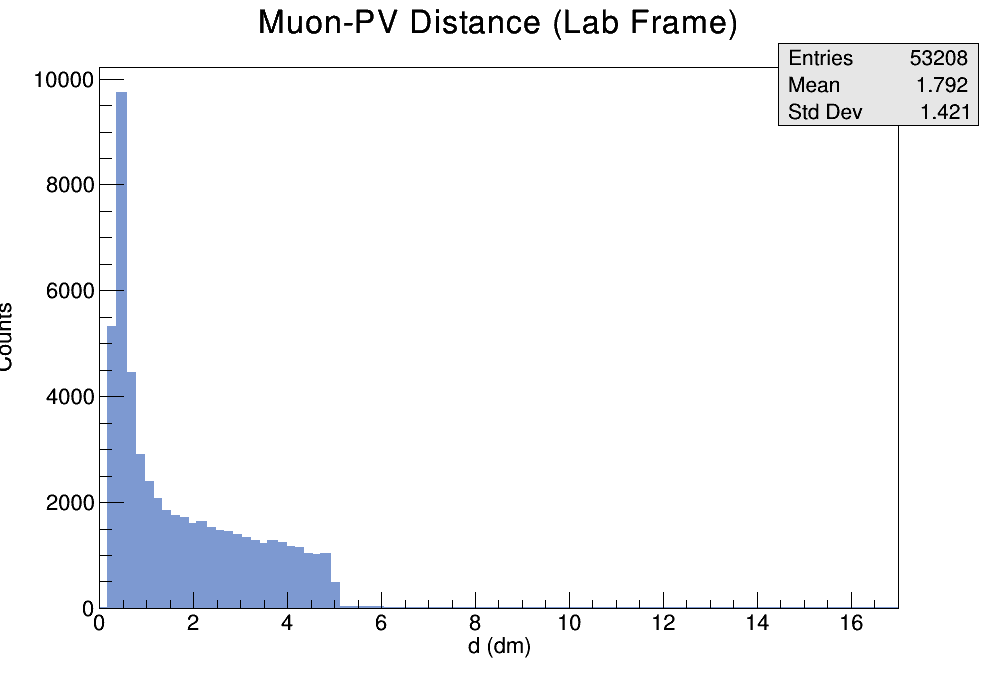 Muon-PV Distance (Lab Frame)
Entries 53208
Mean 1.792
Std Dev 1.421
10000
8000
6000
4000
2000
0
Counts
0 2 4 6 8 10 12 14 16
d (dm)